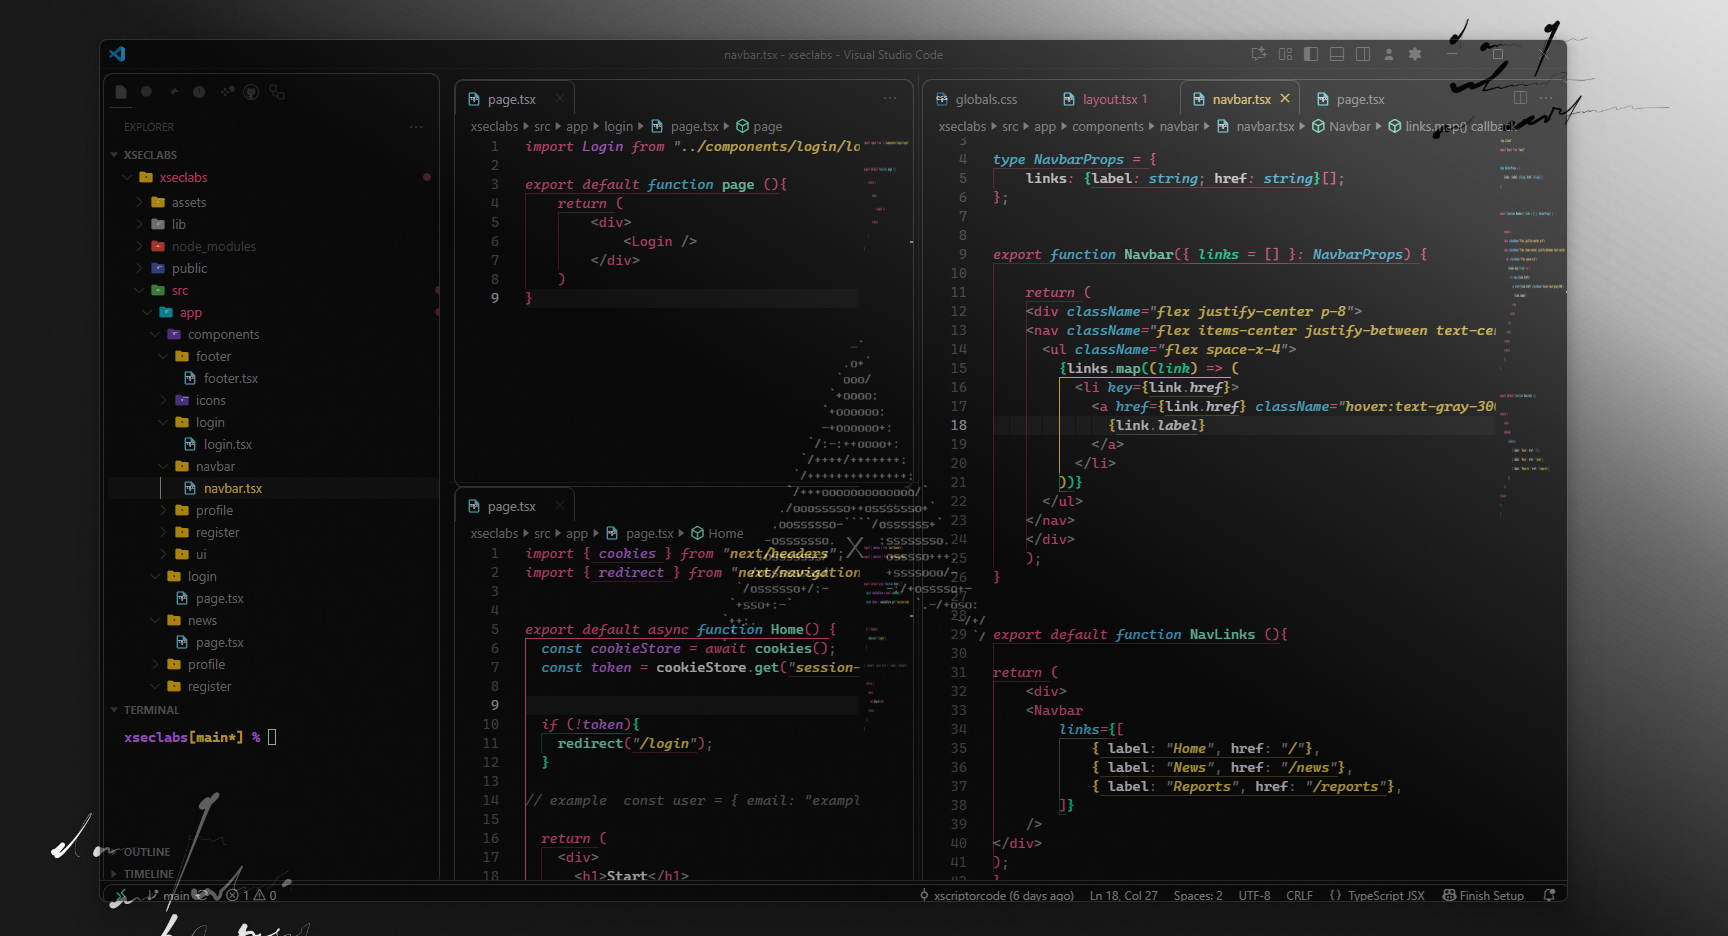 navbar.tsx - xseclabs - Visual Studio Code
EXPLORER
XSECLABS
xseclabs
assets
lib
node_modules
public
src
app
components
footer
footer.tsx
icons
login
login.tsx
navbar
navbar.tsx
profile
register
ui
login
page.tsx
news
page.tsx
profile
register
TERMINAL
xseclabs[main*] %
OUTLINE
TIMELINE
page.tsx
xseclabs src app login page.tsx page
1 import Login from "../components/login/lo
2
3 export default function page (){
4 return (
5 <div>
6 <Login />
7 </div>
8 )
9 }
page.tsx
xseclabs src app page.tsx Home
1 import { cookies } from "next/headers";
2 import { redirect } from "next/navigation
3
4
5 export default async function Home() {
6 const cookieStore = await cookies();
7 const token = cookieStore.get("session-
8
9
10 if (!token){
11 redirect("/login");
12 }
13
14 // example  const user = { email: "exampl
15
16 return (
17 <div>
18 <h1>Start</h1>
globals.css layout.tsx 1 navbar.tsx page.tsx
xseclabs src app components navbar navbar.tsx Navbar links.map() callback
3
4 type NavbarProps = {
5 links: {label: string; href: string}[];
6 };
7
8
9 export function Navbar({ links = [] }: NavbarProps) {
10
11 return (
12 <div className="flex justify-center p-8">
13 <nav className="flex items-center justify-between text-cen
14 <ul className="flex space-x-4">
15 {links.map((link) => (
16 <li key={link.href}>
17 <a href={link.href} className="hover:text-gray-300
18 {link.label}
19 </a>
20 </li>
21 ))}
22 </ul>
23 </nav>
24 </div>
25 );
26 }
27
28
29 export default function NavLinks (){
30
31 return (
32 <div>
33 <Navbar
34 links={[
35 { label: "Home", href: "/"},
36 { label: "News", href: "/news"},
37 { label: "Reports", href: "/reports"},
38 ]}
39 />
40 </div>
41 );
main 1 0 xscriptorcode (6 days ago) Ln 18, Col 27 Spaces: 2 UTF-8 CRLF {} TypeScript JSX Finish Setup